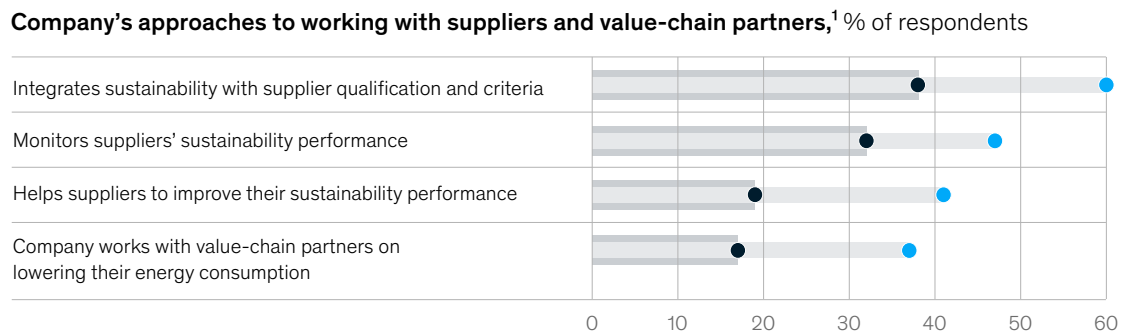 Company’s approaches to working with suppliers and value-chain partners,¹ % of respondents
Integrates sustainability with supplier qualification and criteria
Monitors suppliers’ sustainability performance
Helps suppliers to improve their sustainability performance
Company works with value-chain partners on
lowering their energy consumption
0 10 20 30 40 50 60